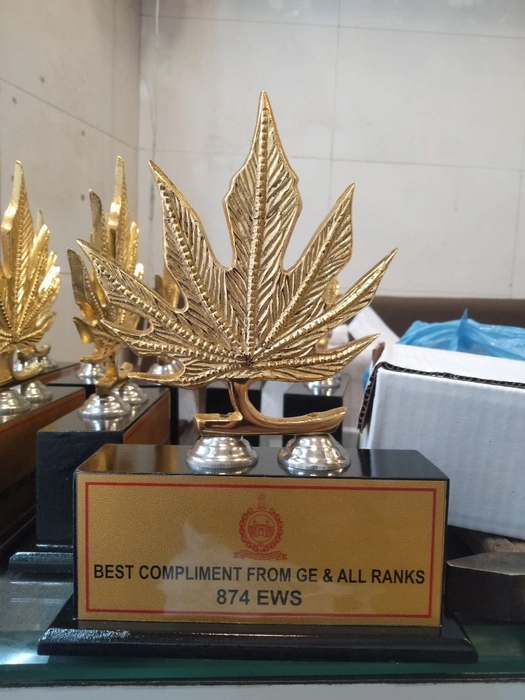 BEST COMPLIMENT FROM GE & ALL RANKS
874 EWS